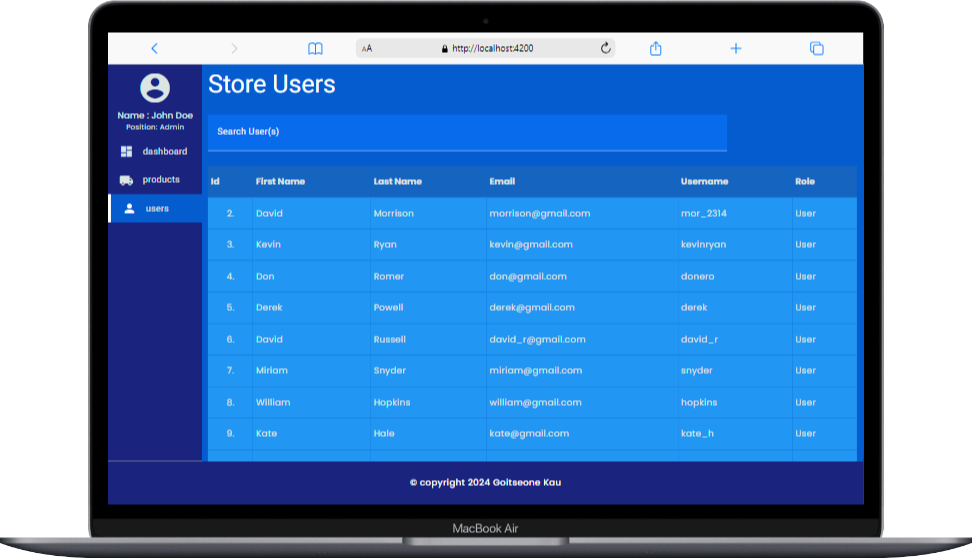 AA http://localhost:4200
Name : John Doe
Position: Admin
dashboard
products
users
Store Users
Search User(s)
Id First Name Last Name Email Username Role
2. David Morrison morrison@gmail.com mor_2314 User
3. Kevin Ryan kevin@gmail.com kevinryan User
4. Don Romer don@gmail.com donero User
5. Derek Powell derek@gmail.com derek User
6. David Russell david_r@gmail.com david_r User
7. Miriam Snyder miriam@gmail.com snyder User
8. William Hopkins william@gmail.com hopkins User
9. Kate Hale kate@gmail.com kate_h User
© copyright 2024 Goitseone Kau
MacBook Air